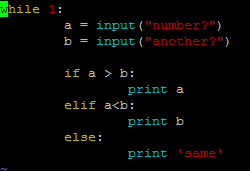 while 1:
        a = input("number?")
        b = input("another?")

        if a > b:
                print a
        elif a<b:
                print b
        else:
                print 'same'
~